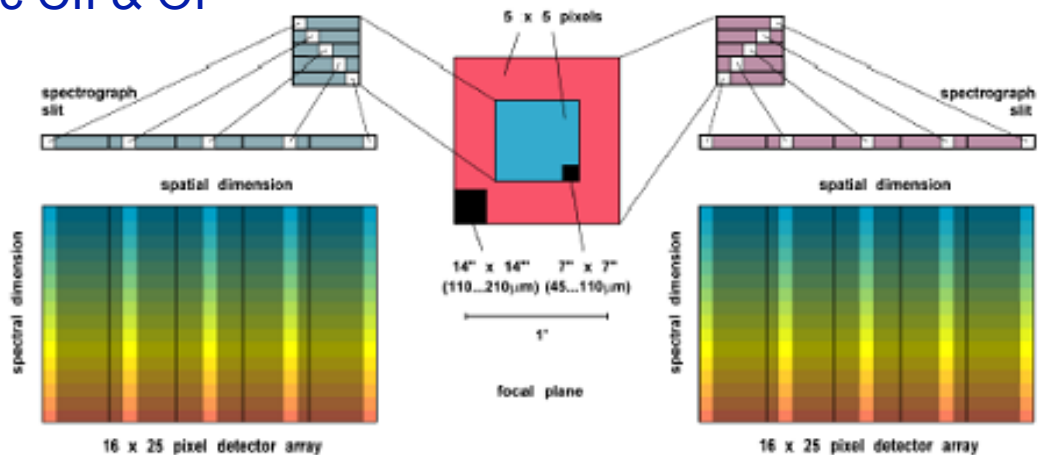 5 x 5 pixels
spectrograph
slit
spectrograph
slit
spatial dimension
spatial dimension
spectral dimension
14" x 14" 7" x 7"
(110...210µm) (45...110µm)
1'
focal plane
spectral dimension
16 x 25 pixel detector array
16 x 25 pixel detector array